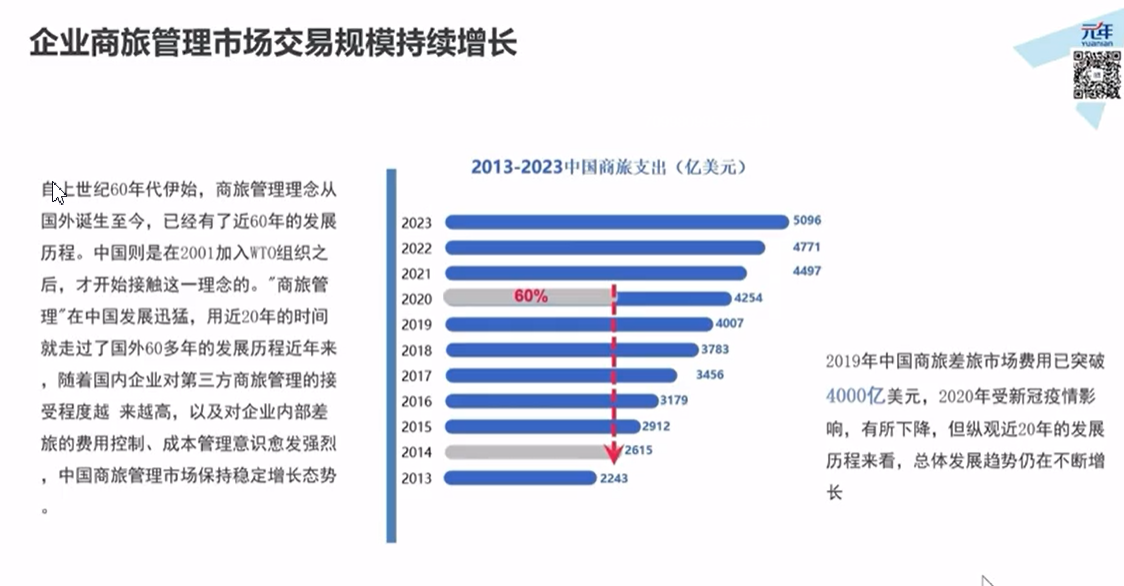 企业商旅管理市场交易规模持续增长
元年
YUANIAN
自上世纪60年代伊始，商旅管理理念从
国外诞生至今，已经有了近60年的发展
历程。中国则是在2001加入WTO组织之
后，才开始接触这一理念的。"商旅管
理"在中国发展迅猛，用近20年的时间
就走过了国外60多年的发展历程近年来
，随着国内企业对第三方商旅管理的接
受程度越 来越高，以及对企业内部差
旅的费用控制、成本管理意识愈发强烈
，中国商旅管理市场保持稳定增长态势
。
2013-2023中国商旅支出（亿美元）
2023 5096
2022 4771
2021 4497
2020 60% 4254
2019 4007
2018 3783
2017 3456
2016 3179
2015 2912
2014 2615
2013 2243
2019年中国商旅差旅市场费用已突破
4000亿美元，2020年受新冠疫情影
响，有所下降，但纵观近20年的发展
历程来看，总体发展趋势仍在不断增
长